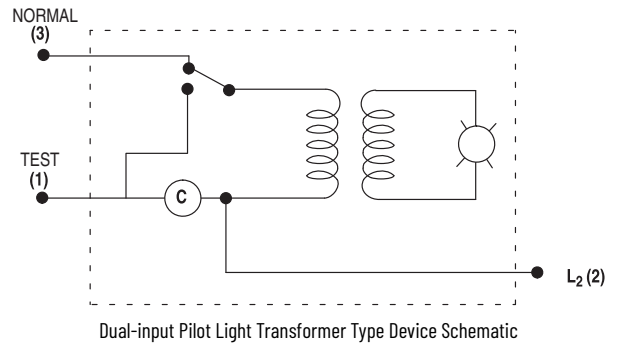 NORMAL
(3)
TEST
(1)
C
L2 (2)
Dual-input Pilot Light Transformer Type Device Schematic